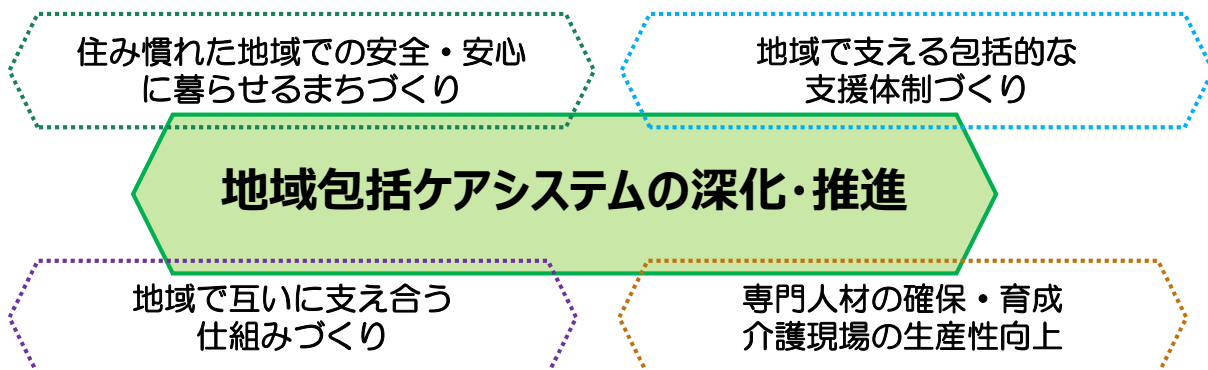 住み慣れた地域での安全・安心
に暮らせるまちづくり
地域で支える包括的な
支援体制づくり
地域包括ケアシステムの深化・推進
地域で互いに支え合う
仕組みづくり
専門人材の確保・育成
介護現場の生産性向上